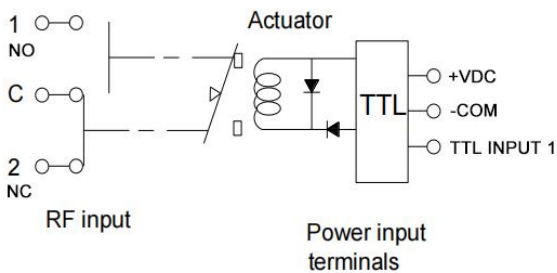 1
NO
C
2
NC
RF input
Actuator
TTL
+VDC
-COM
TTL INPUT 1
Power input
terminals